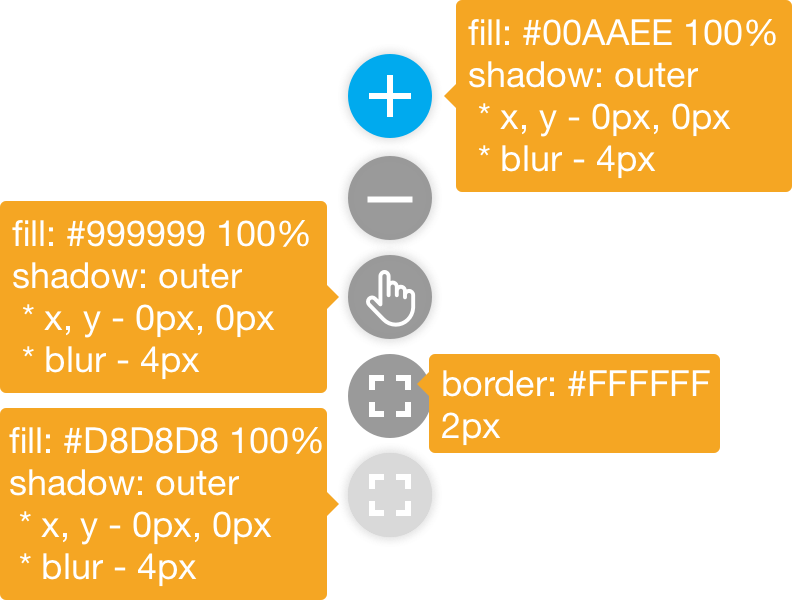 fill: #00AAEE 100%
shadow: outer
* x, y - 0px, 0px
* blur - 4px
fill: #999999 100%
shadow: outer
* x, y - 0px, 0px
* blur - 4px
border: #FFFFFF
2px
fill: #D8D8D8 100%
shadow: outer
* x, y - 0px, 0px
* blur - 4px